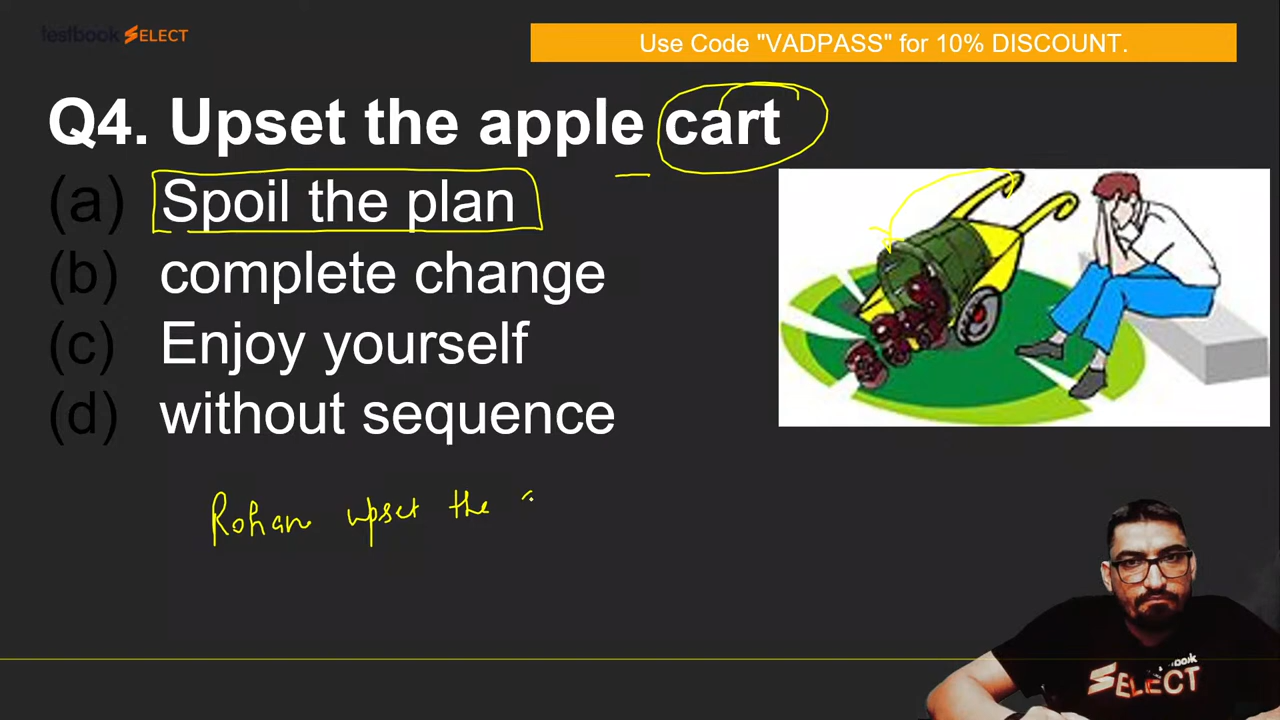 testbook SELECT
Use Code "VADPASS" for 10% DISCOUNT.
Q4. Upset the apple cart
(a) Spoil the plan
(b) complete change
(c) Enjoy yourself
(d) without sequence
Rohan upset the
SELECT